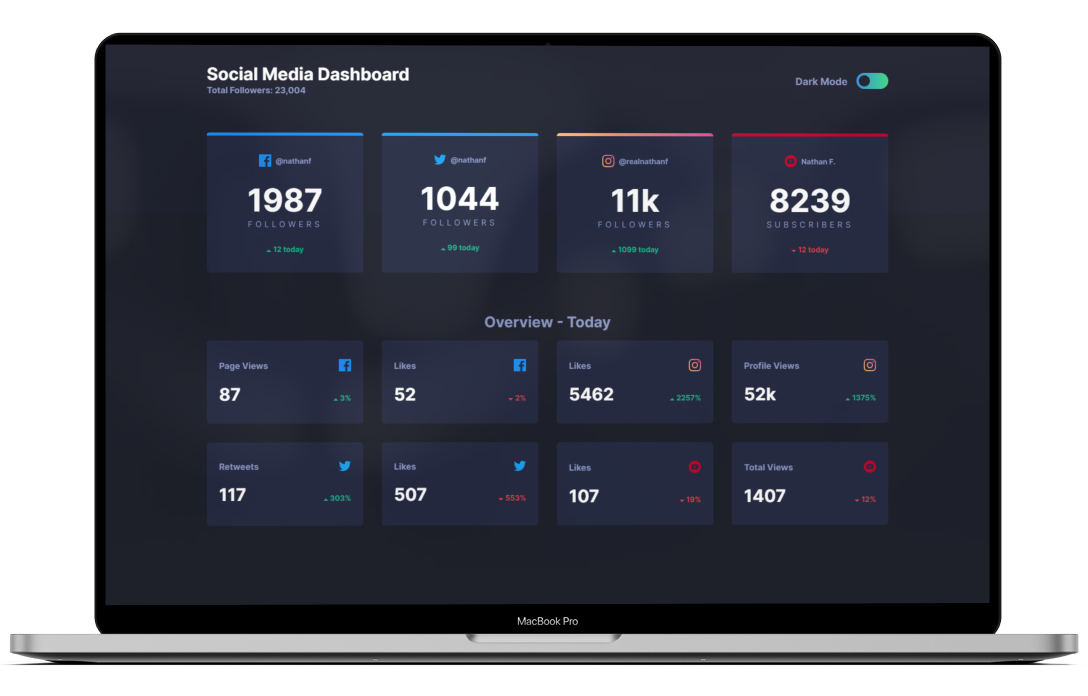 Social Media Dashboard
Total Followers: 23,004
Dark Mode
@nathanf
1987
FOLLOWERS
12 today
@nathanf
1044
FOLLOWERS
99 today
@realnathanf
11k
FOLLOWERS
1099 today
Nathan F.
8239
SUBSCRIBERS
12 today
Overview - Today
Page Views
87
3%
Likes
52
2%
Likes
5462
2257%
Profile Views
52k
1375%
Retweets
117
303%
Likes
507
553%
Likes
107
19%
Total Views
1407
12%
MacBook Pro